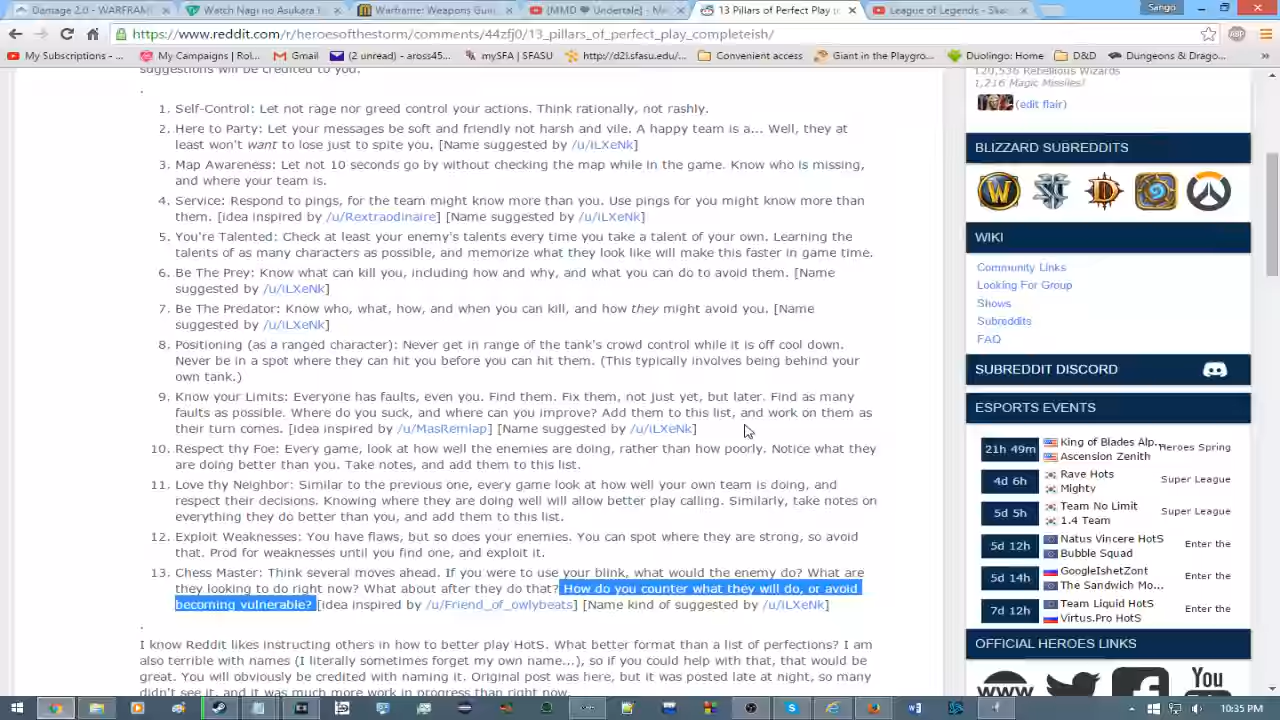 Damage 2.0 - WARFRAM
Watch Nagi no Asukara E
Warframe: Weapons Guid
[MMD ♥ Undertale] - Me
13 Pillars of Perfect Play (c
League of Legends - Skar
Sango
https://www.reddit.com/r/heroesofthestorm/comments/44zfj0/13_pillars_of_perfect_play_completeish/
My Subscriptions -
My Campaigns | Rol
Gmail
(2 unread) - aross45...
mySFA | SFASU
http://d2l.sfasu.edu/...
Convenient access
Giant in the Playgro...
Duolingo: Home
D&D
Dungeons & Drago...
suggestions will be credited to you.
.
1. Self-Control: Let not rage nor greed control your actions. Think rationally, not rashly.
2. Here to Party: Let your messages be soft and friendly not harsh and vile. A happy team is a... Well, they at
least won't want to lose just to spite you. [Name suggested by /u/iLXeNk]
3. Map Awareness: Let not 10 seconds go by without checking the map while in the game. Know who is missing,
and where your team is.
4. Service: Respond to pings, for the team might know more than you. Use pings for you might know more than
them. [idea inspired by /u/Rextraodinaire] [Name suggested by /u/iLXeNk]
5. You're Talented: Check at least your enemy's talents every time you take a talent of your own. Learning the
talents of as many characters as possible, and memorize what they look like will make this faster in game time.
6. Be The Prey: Know what can kill you, including how and why, and what you can do to avoid them. [Name
suggested by /u/iLXeNk]
7. Be The Predator: Know who, what, how, and when you can kill, and how they might avoid you. [Name
suggested by /u/iLXeNk]
8. Positioning (as a ranged character): Never get in range of the tank's crowd control while it is off cool down.
Never be in a spot where they can hit you before you can hit them. (This typically involves being behind your
own tank.)
9. Know your Limits: Everyone has faults, even you. Find them. Fix them, not just yet, but later. Find as many
faults as possible. Where do you suck, and where can you improve? Add them to this list, and work on them as
their turn comes. [idea inspired by /u/MasRemlap] [Name suggested by /u/iLXeNk]
10. Respect thy Foe: Every game, look at how well the enemies are doing, rather than how poorly. Notice what they
are doing better than you. Take notes, and add them to this list.
11. Love thy Neighbor: Similar to the previous one, every game look at how well your own team is doing, and
respect their decisions. Knowing where they are doing well will allow better play calling. Similarly, take notes on
everything they do better than you, and add them to this list.
12. Exploit Weaknesses: You have flaws, but so does your enemies. You can spot where they are strong, so avoid
that. Prod for weaknesses until you find one, and exploit it.
13. Chess Master: Think several moves ahead. If you were to use your blink, what would the enemy do? What are
they looking to do right now? What about after they do that? How do you counter what they will do, or avoid
becoming vulnerable? [idea inspired by /u/Friend_of_owlybeats] [Name kind of suggested by /u/iLXeNk]
.
I know Reddit likes instructing others in how to better play HotS. What better format than a list of perfections? I am
also terrible with names (I literally sometimes forget my own name...), so if you could help with that, that would be
great. You will obviously be credited with naming it. Original post was here, but it was posted late at night, so many
didn't see it, and it was much more work in progress than right now.
120,536 Rebellious Wizards
1,216 Magic Missiles!
(edit flair)
BLIZZARD SUBREDDITS
WIKI
Community Links
Looking For Group
Shows
Subreddits
FAQ
SUBREDDIT DISCORD
ESPORTS EVENTS
21h 49m
King of Blades Alp...
Ascension Zenith
Heroes Spring
4d 6h
Rave Hots
Mighty
Super League
5d 5h
Team No Limit
1.4 Team
Super League
5d 12h
Natus Vincere HotS
Bubble Squad
Enter the
5d 14h
GoogleIshetZont
The Sandwich Mo...
Enter the
7d 12h
Team Liquid HotS
Virtus.Pro HotS
Enter the
OFFICIAL HEROES LINKS
www
You
10:35 PM